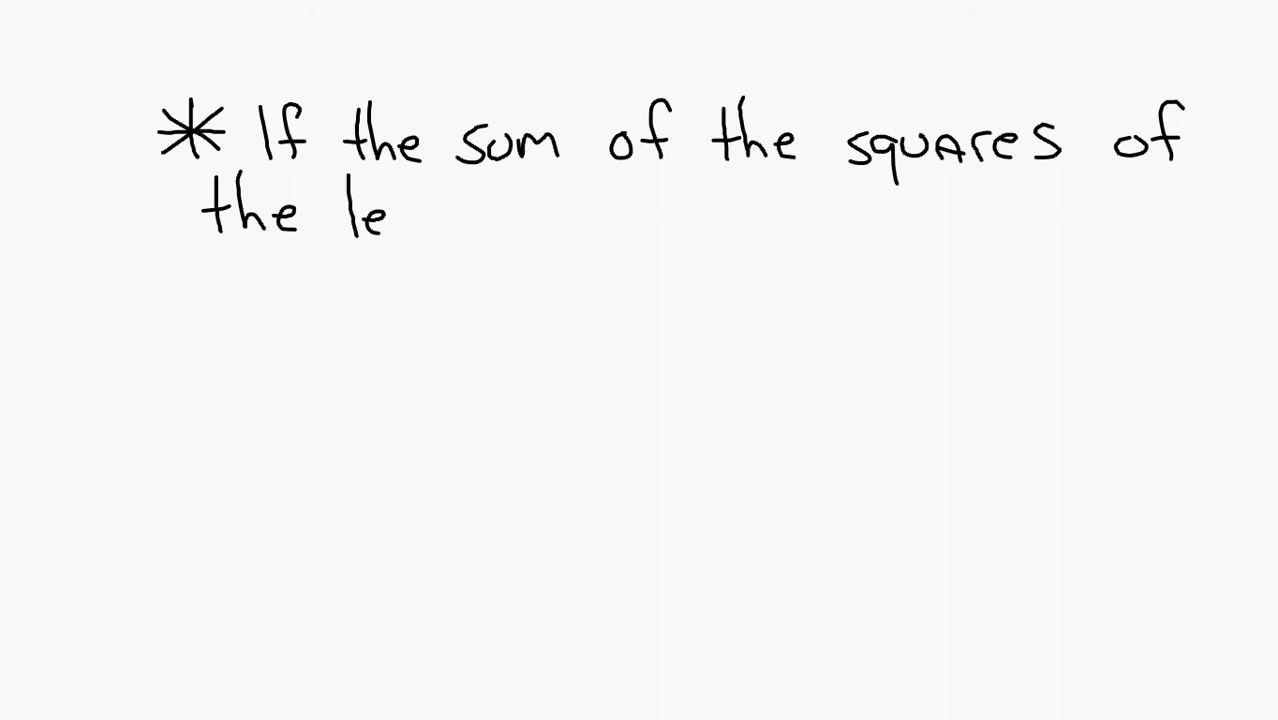 * If the sum of the squares of
the le